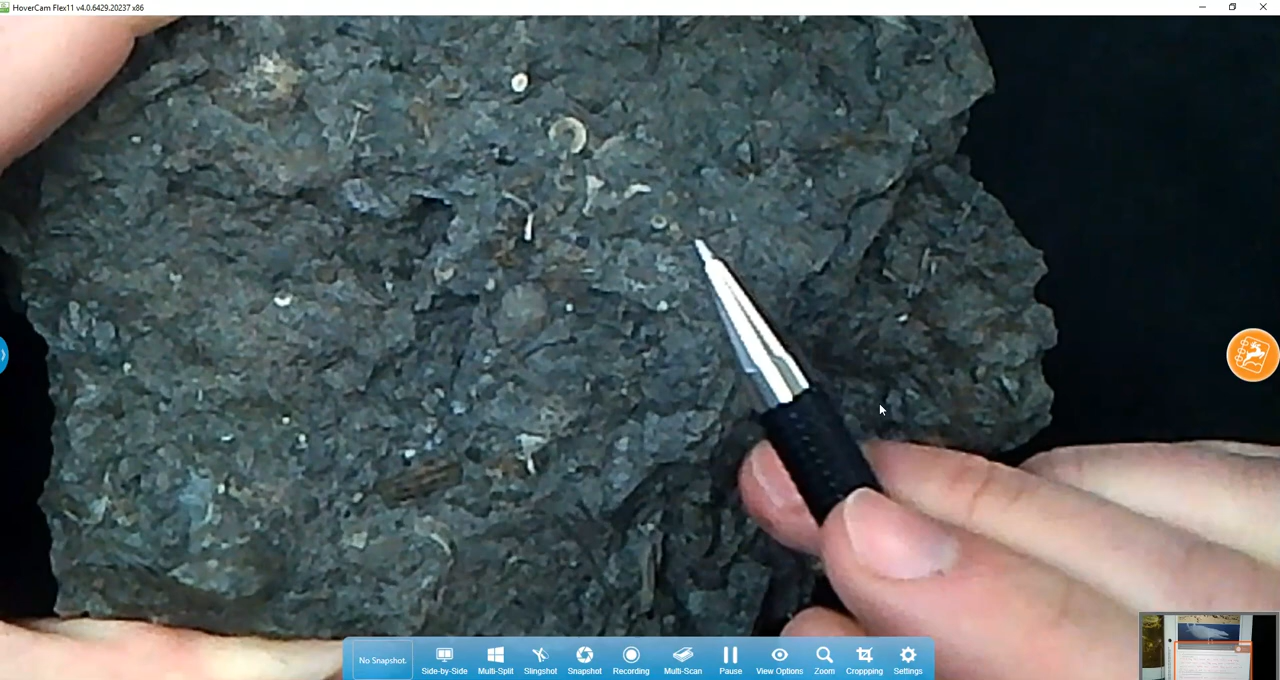 HoverCam Flex11 v4.0.6429.20237 x86
No Snapshot.
Side-by-Side
Multi-Split
Slingshot
Snapshot
Recording
Multi-Scan
Pause
View Options
Zoom
Croppping
Settings